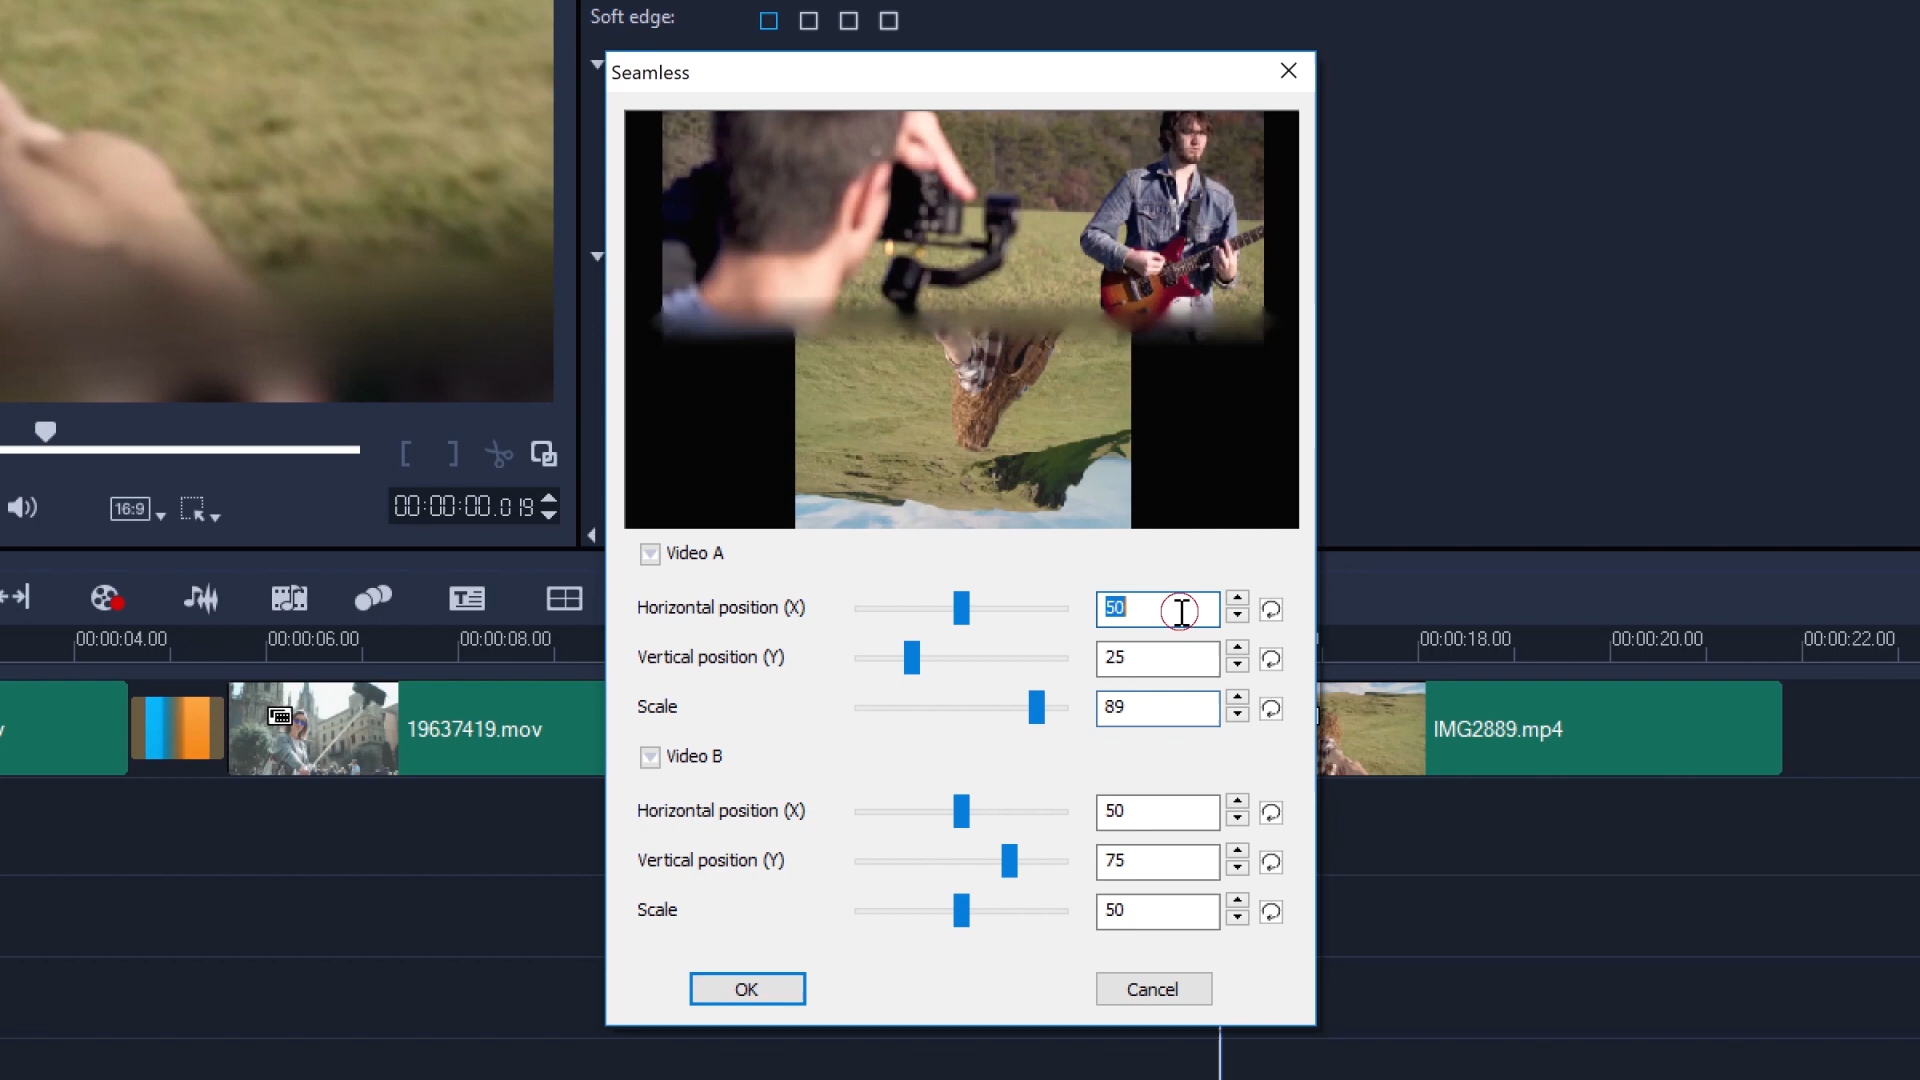 Soft edge:
Seamless
16:9
00:00:00.019
Video A
Horizontal position (X)
50
Vertical position (Y)
25
Scale
89
Video B
Horizontal position (X)
50
Vertical position (Y)
75
Scale
50
OK
Cancel
00:00:04.00
00:00:06.00
00:00:08.00
00:00:18.00
00:00:20.00
00:00:22.00
19637419.mov
IMG2889.mp4